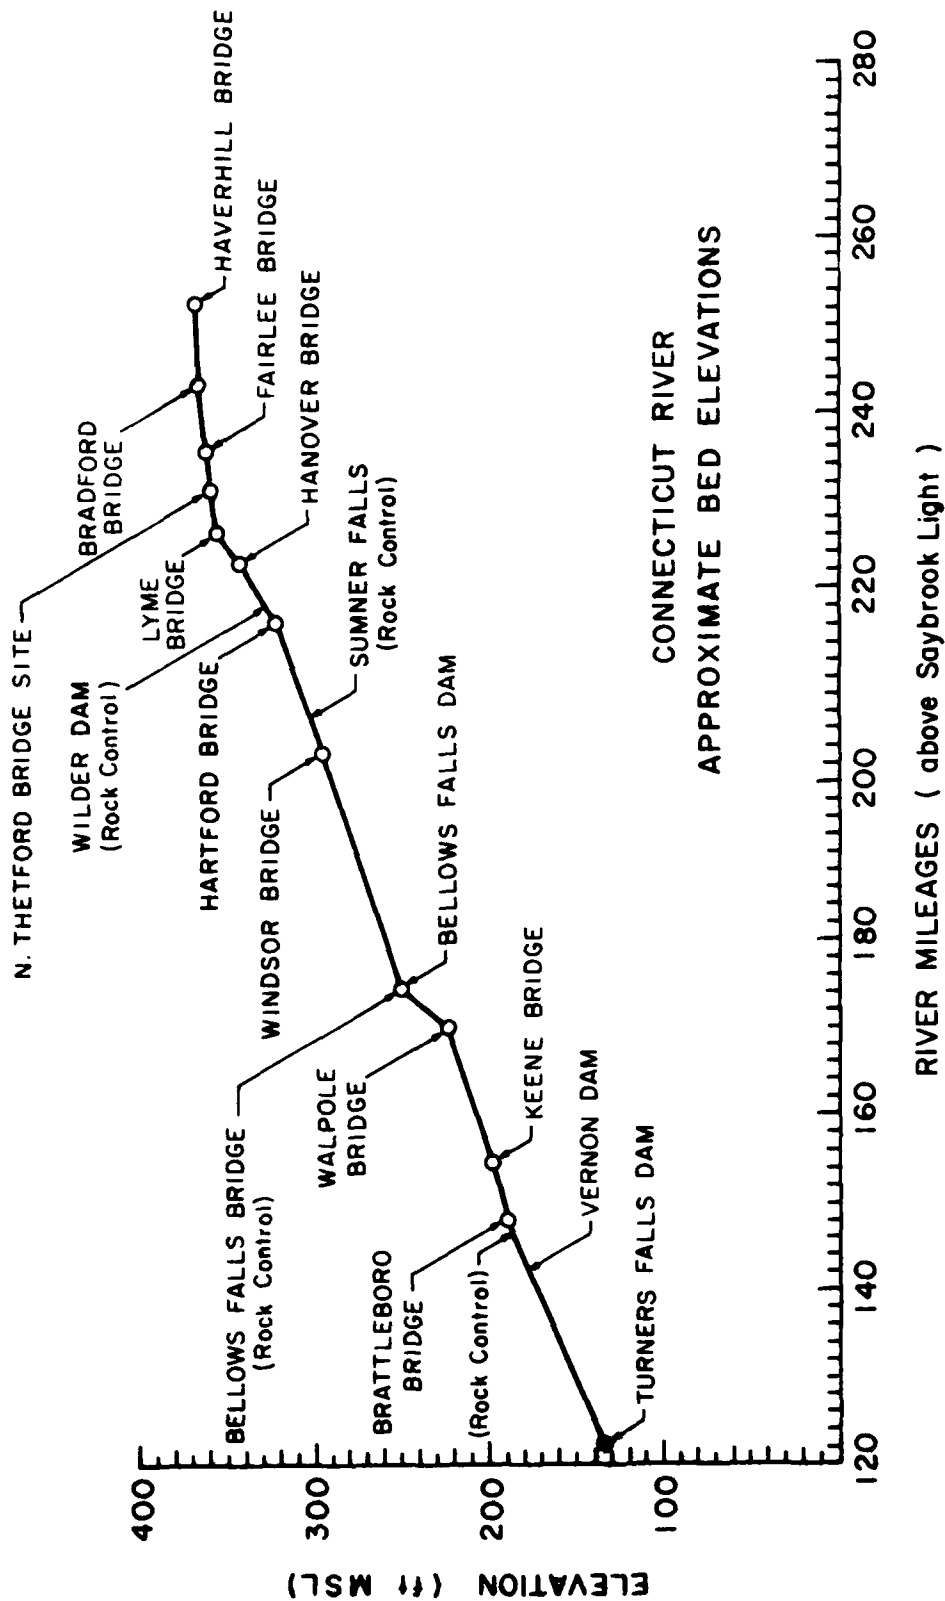 N. THETFORD BRIDGE SITE
BRADFORD
BRIDGE
HAVERHILL BRIDGE
LYME
BRIDGE
FAIRLEE BRIDGE
WILDER DAM
(Rock Control)
HANOVER BRIDGE
HARTFORD BRIDGE
SUMNER FALLS
(Rock Control)
WINDSOR BRIDGE
BELLOWS FALLS DAM
BELLOWS FALLS BRIDGE
(Rock Control)
WALPOLE
BRIDGE
KEENE BRIDGE
BRATTLEBORO
BRIDGE
(Rock Control)
VERNON DAM
TURNERS FALLS DAM
CONNECTICUT RIVER
APPROXIMATE BED ELEVATIONS
ELEVATION (ft MSL)
400
300
200
100
120
140
160
180
200
220
240
260
280
RIVER MILEAGES ( above Saybrook Light )